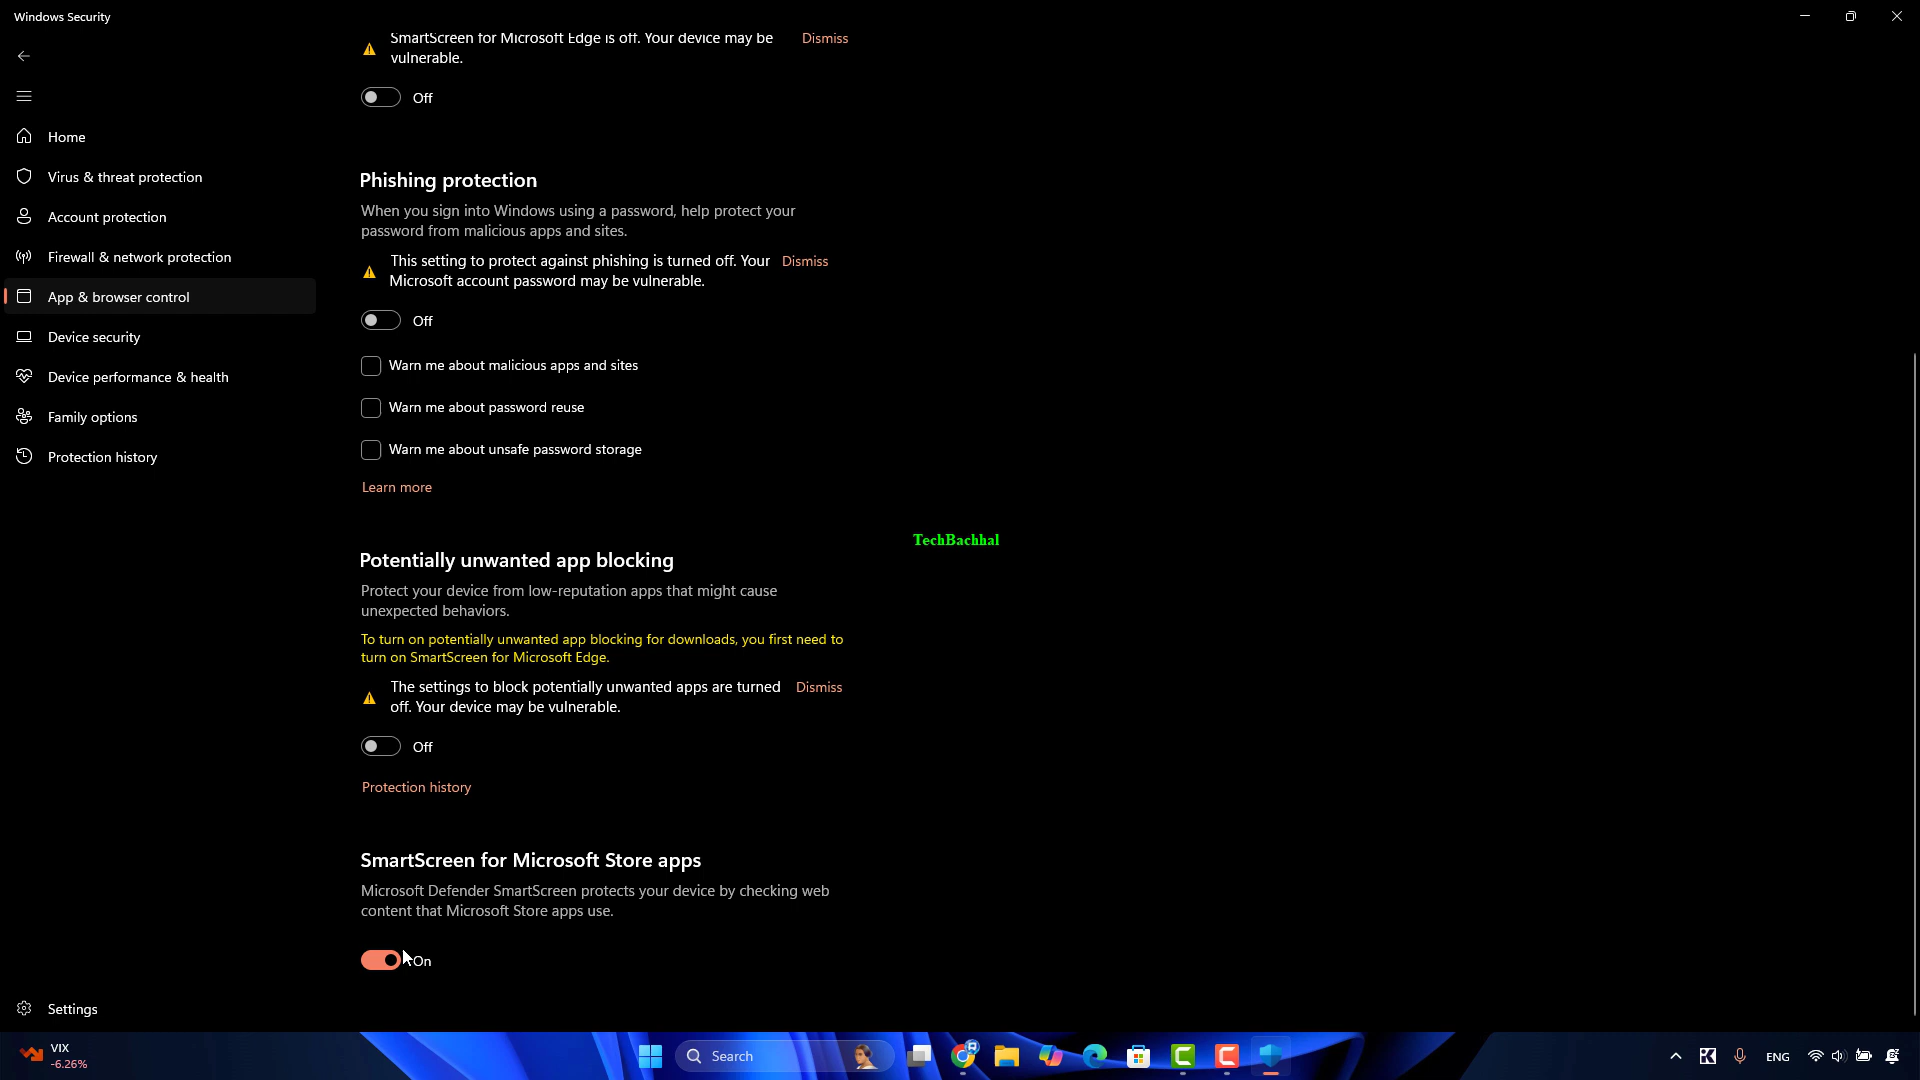 Windows Security
SmartScreen for Microsoft Edge is off. Your device may be
vulnerable.
Dismiss
Off
Home
Virus & threat protection
Account protection
Firewall & network protection
App & browser control
Device security
Device performance & health
Family options
Protection history
Phishing protection
When you sign into Windows using a password, help protect your
password from malicious apps and sites.
This setting to protect against phishing is turned off. Your
Microsoft account password may be vulnerable.
Dismiss
Off
Warn me about malicious apps and sites
Warn me about password reuse
Warn me about unsafe password storage
Learn more
TechBachhal
Potentially unwanted app blocking
Protect your device from low-reputation apps that might cause
unexpected behaviors.
To turn on potentially unwanted app blocking for downloads, you first need to
turn on SmartScreen for Microsoft Edge.
The settings to block potentially unwanted apps are turned
off. Your device may be vulnerable.
Dismiss
Off
Protection history
SmartScreen for Microsoft Store apps
Microsoft Defender SmartScreen protects your device by checking web
content that Microsoft Store apps use.
On
Settings
VIX
-6.26%
Search
ENG